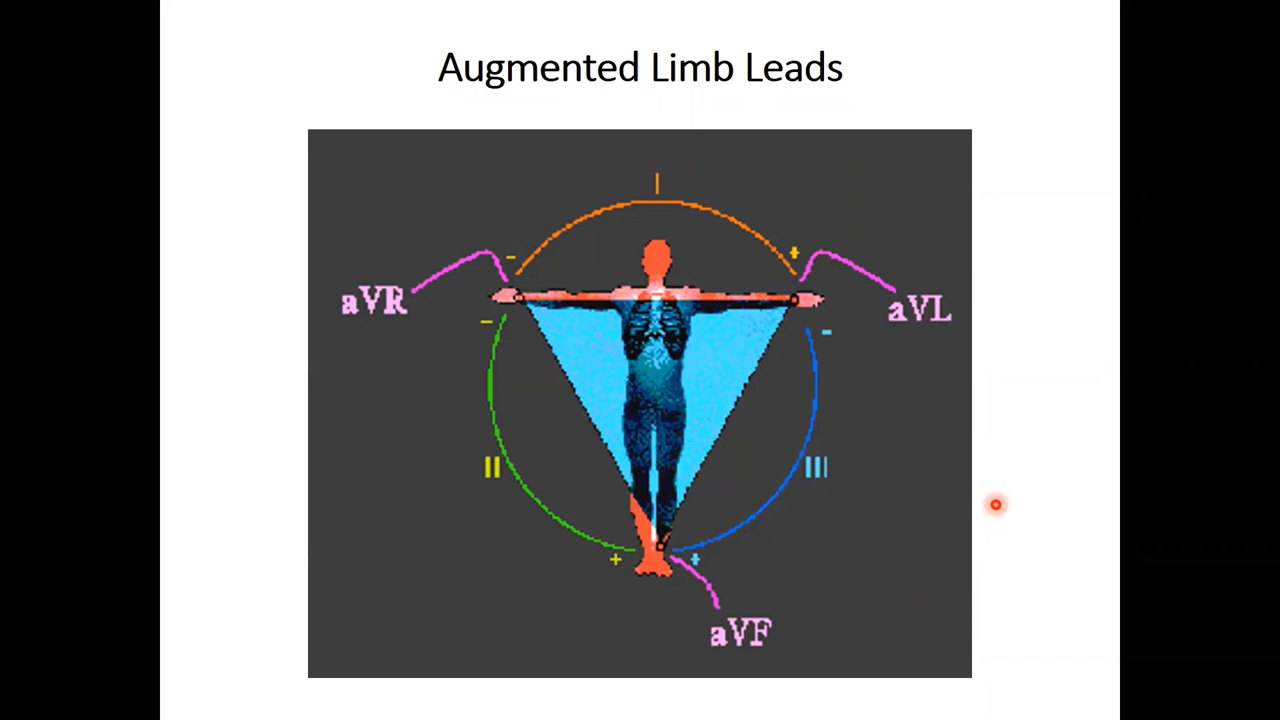 Augmented Limb Leads
I
- +
aVR
aVL
- -
II
III
+ +
aVF